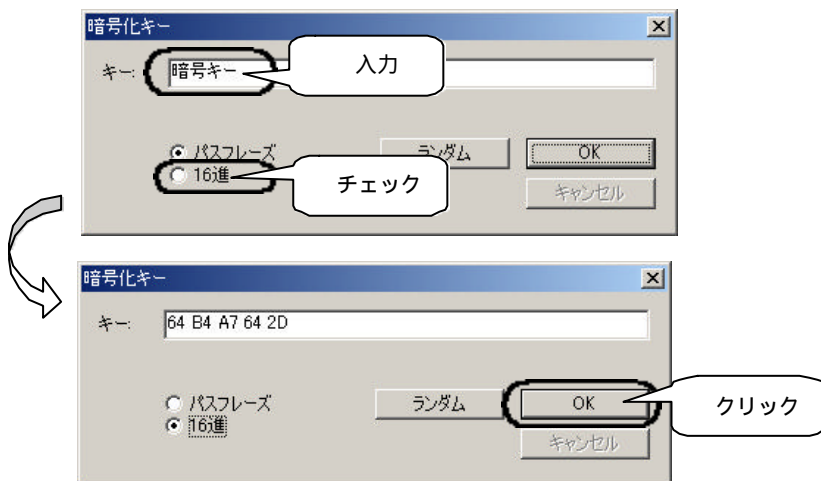 暗号化キー
キー: 暗号キー 入力
パスフレーズ ランダム OK
16進 チェック キャンセル
暗号化キー
キー: 64 B4 A7 64 2D
パスフレーズ ランダム OK クリック
16進 キャンセル